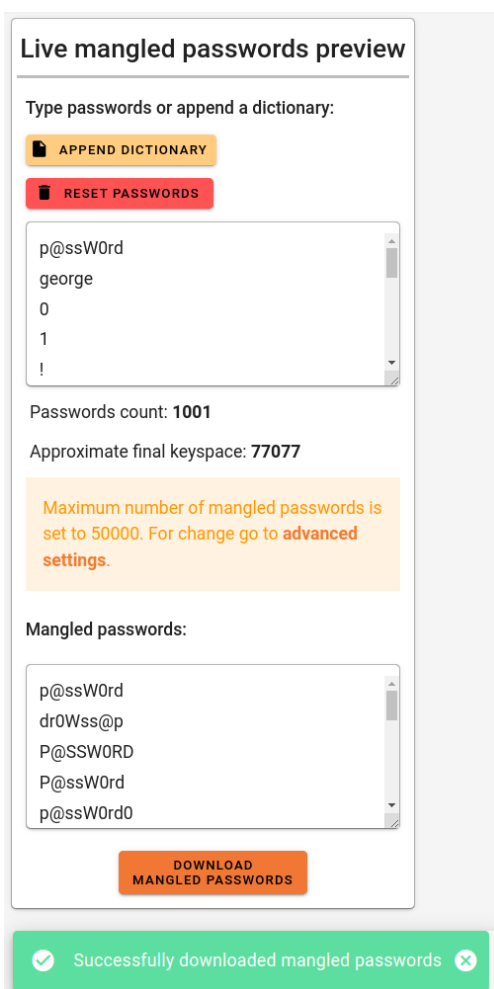 Live mangled passwords preview
Type passwords or append a dictionary:
APPEND DICTIONARY
RESET PASSWORDS
p@ssW0rd
george
0
1
!
Passwords count: 1001
Approximate final keyspace: 77077
Maximum number of mangled passwords is
set to 50000. For change go to advanced
settings.
Mangled passwords:
p@ssW0rd
dr0Wss@p
P@SSW0RD
P@ssW0rd
p@ssW0rd0
DOWNLOAD
MANGLED PASSWORDS
Successfully downloaded mangled passwords